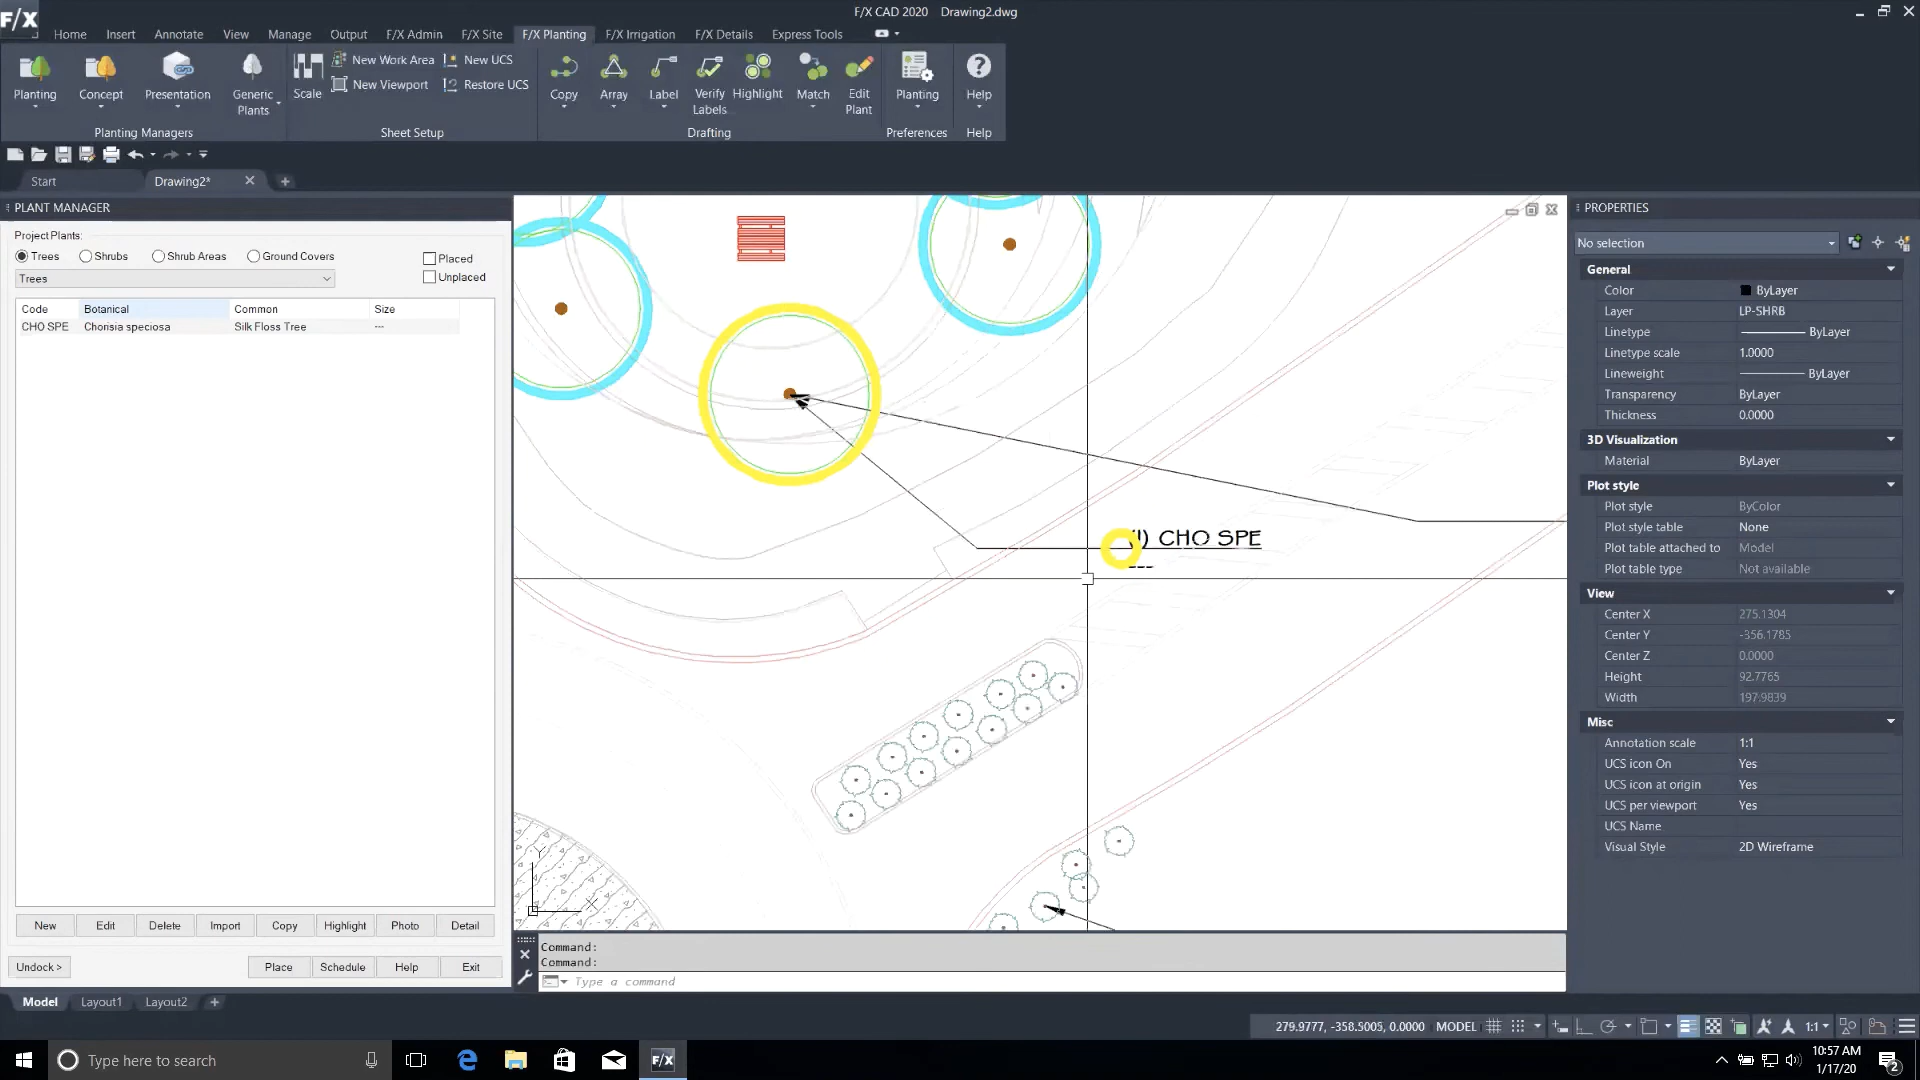 F/X CAD 2020 Drawing2.dwg
F/X
Home Insert Annotate View Manage Output F/X Admin F/X Site F/X Planting F/X Irrigation F/X Details Express Tools
Planting Concept Presentation Generic Plants Scale New Work Area New UCS New Viewport Restore UCS Copy Array Label Verify Labels Highlight Match Edit Plant Planting Help
Planting Managers Sheet Setup Drafting Preferences Help
Start Drawing2*
PLANT MANAGER
Project Plants:
Trees Shrubs Shrub Areas Ground Covers Placed
Unplaced
Trees
Code Botanical Common Size
CHO SPE Chorisia speciosa Silk Floss Tree ---
New Edit Delete Import Copy Highlight Photo Detail
Undock > Place Schedule Help Exit
Model Layout1 Layout2
(1) CHO SPE
---
Y
X
Command:
Command:
Type a command
PROPERTIES
No selection
General
Color ByLayer
Layer LP-SHRB
Linetype ByLayer
Linetype scale 1.0000
Lineweight ByLayer
Transparency ByLayer
Thickness 0.0000
3D Visualization
Material ByLayer
Plot style
Plot style ByColor
Plot style table None
Plot table attached to Model
Plot table type Not available
View
Center X 275.1304
Center Y -356.1785
Center Z 0.0000
Height 92.7765
Width 197.9839
Misc
Annotation scale 1:1
UCS icon On Yes
UCS icon at origin Yes
UCS per viewport Yes
UCS Name
Visual Style 2D Wireframe
279.9777, -358.5005, 0.0000 MODEL 1:1
Type here to search F/X 10:57 AM
1/17/20 2